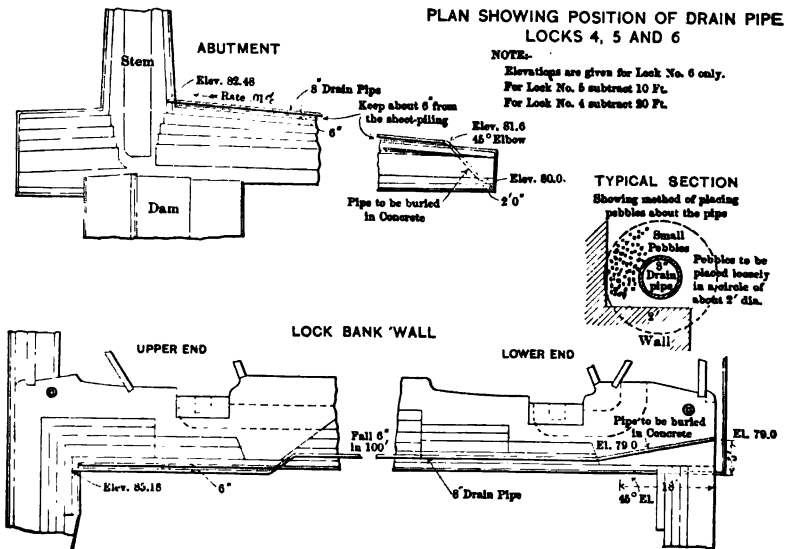 PLAN SHOWING POSITION OF DRAIN PIPE
LOCKS 4, 5 AND 6
NOTE:-
Elevations are given for Lock No. 6 only.
For Lock No. 5 subtract 10 Ft.
For Lock No. 4 subtract 20 Ft.
ABUTMENT
Stem
Elev. 82.48
Rate
8" Drain Pipe
6"
Keep about 6" from
the sheet-piling
Elev. 81.6
45° Elbow
Elev. 80.0
2'0"
Pipe to be buried
in Concrete
Dam
TYPICAL SECTION
Showing method of placing
pebbles about the pipe
Small
Pebbles
8"
Drain
pipe
Pebbles to be
placed loosely
in a circle of
about 2' dia.
2'
Wall
LOCK BANK WALL
UPPER END
LOWER END
Fall 6"
in 100'
Pipe to be buried
in Concrete
El. 79.0
El. 79.0
Elev. 85.18
6"
8" Drain Pipe
45° El.
18'